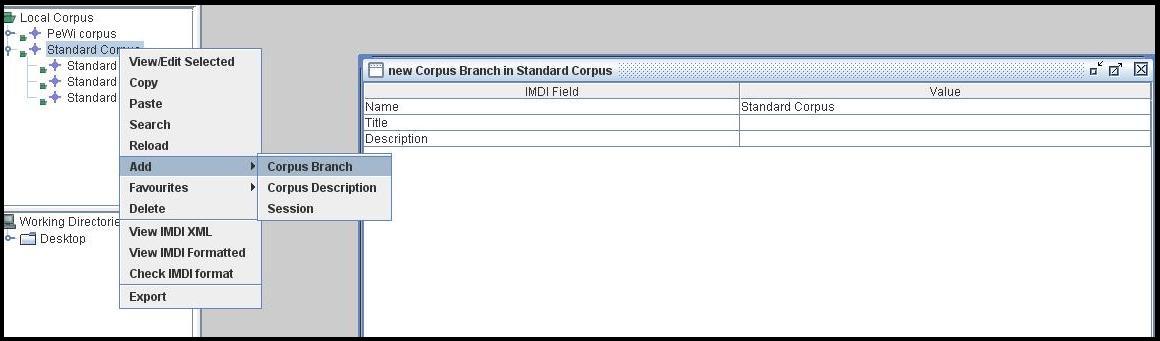 Local Corpus
PeWi corpus
Standard
Standard
Standard
Standard
View/Edit Selected
Copy
Paste
Search
Reload
Add
Favourites
Delete
View IMDI XML
View IMDI Formatted
Check IMDI format
Export
Corpus Branch
Corpus Description
Session
Working Directorie
Desktop
new Corpus Branch in Standard Corpus
IMDI Field Value
Name Standard Corpus
Title
Description